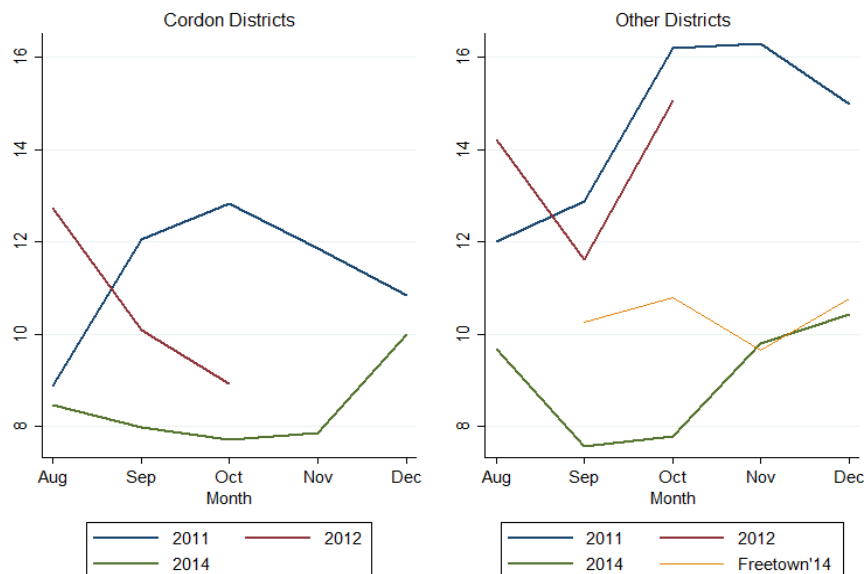 Cordon Districts
16
14
12
10
8
Aug Sep Oct Nov Dec
Month
2011 2012
2014
Other Districts
16
14
12
10
8
Aug Sep Oct Nov Dec
Month
2011 2012
2014 Freetown'14